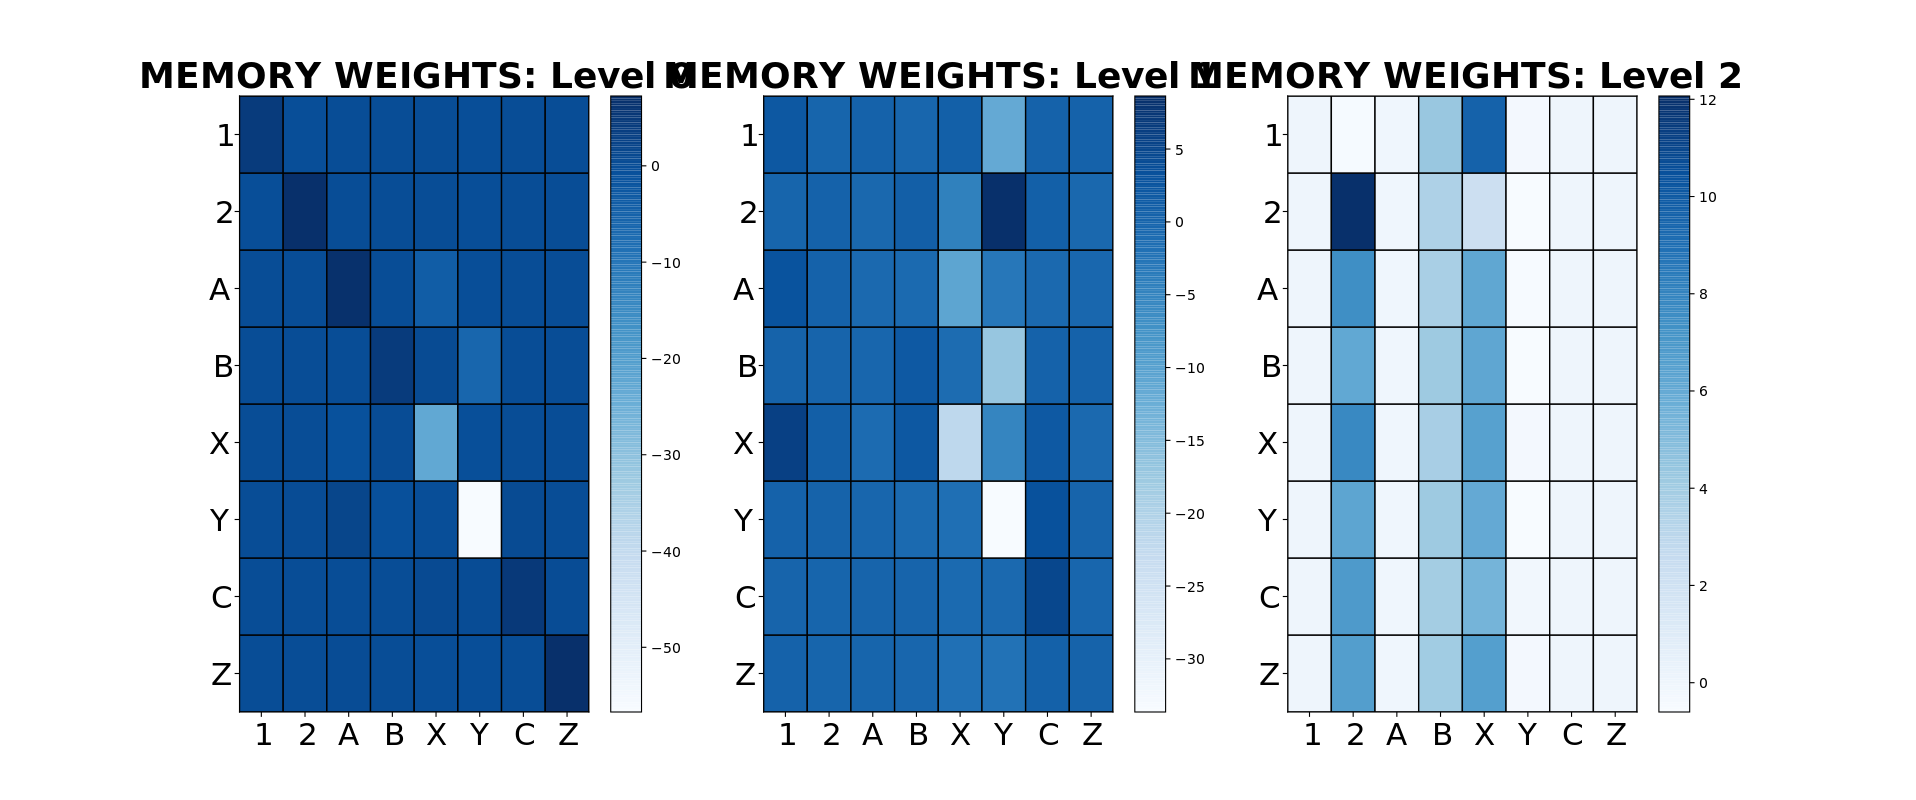 MEMORY WEIGHTS: Level 0
1
2
A
B
X
Y
C
Z
1 2 A B X Y C Z
0
−10
−20
−30
−40
−50
MEMORY WEIGHTS: Level 1
1
2
A
B
X
Y
C
Z
1 2 A B X Y C Z
5
0
−5
−10
−15
−20
−25
−30
MEMORY WEIGHTS: Level 2
1
2
A
B
X
Y
C
Z
1 2 A B X Y C Z
12
10
8
6
4
2
0